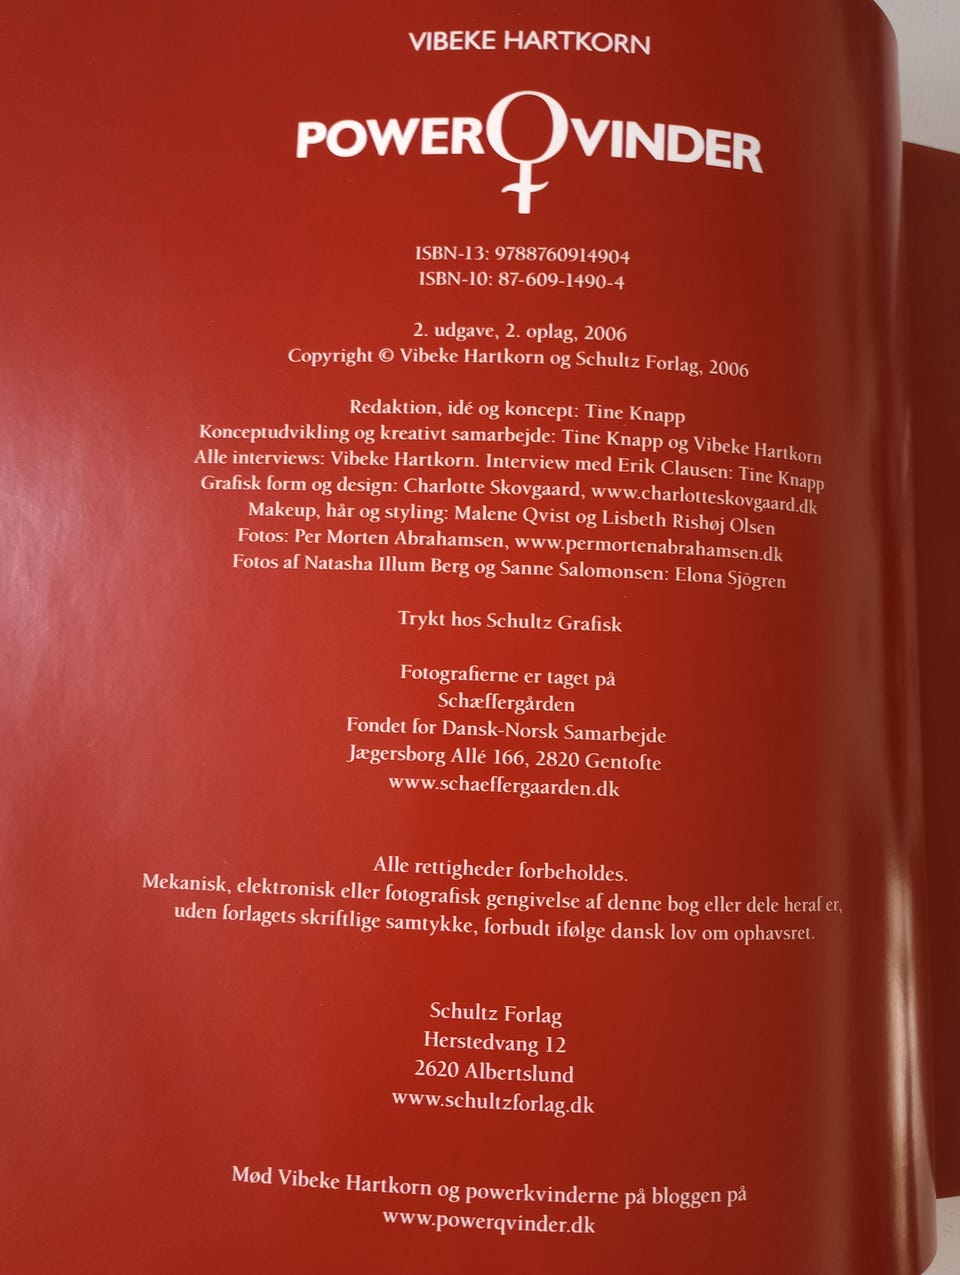 VIBEKE HARTKORN
POWERQVINDER
ISBN-13: 9788760914904
ISBN-10: 87-609-1490-4
2. udgave, 2. oplag, 2006
Copyright © Vibeke Hartkorn og Schultz Forlag, 2006
Redaktion, idé og koncept: Tine Knapp
Konceptudvikling og kreativt samarbejde: Tine Knapp og Vibeke Hartkorn
Alle interviews: Vibeke Hartkorn. Interview med Erik Clausen: Tine Knapp
Grafisk form og design: Charlotte Skovgaard, www.charlotteskovgaard.dk
Makeup, hår og styling: Malene Qvist og Lisbeth Rishøj Olsen
Fotos: Per Morten Abrahamsen, www.permortenabrahamsen.dk
Fotos af Natasha Illum Berg og Sanne Salomonsen: Elona Sjögren
Trykt hos Schultz Grafisk
Fotografierne er taget på
Schæffergården
Fondet for Dansk-Norsk Samarbejde
Jægersborg Allé 166, 2820 Gentofte
www.schaeffergaarden.dk
Alle rettigheder forbeholdes.
Mekanisk, elektronisk eller fotografisk gengivelse af denne bog eller dele heraf er,
uden forlagets skriftlige samtykke, forbudt ifølge dansk lov om ophavsret.
Schultz Forlag
Herstedvang 12
2620 Albertslund
www.schultzforlag.dk
Mød Vibeke Hartkorn og powerkvinderne på bloggen på
www.powerqvinder.dk